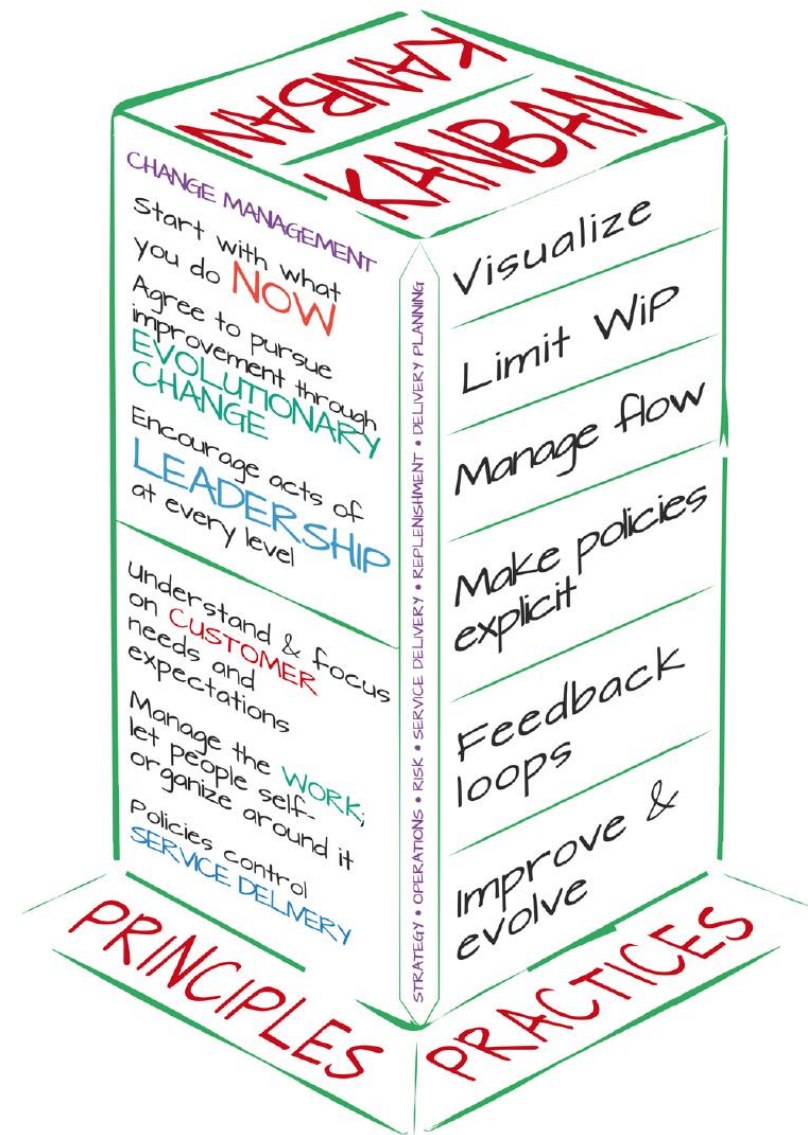 KANBAN
KANBAN
CHANGE MANAGEMENT
Start with what
you do NOW
Agree to pursue
improvement through
EVOLUTIONARY
CHANGE
Encourage acts of
LEADERSHIP
at every level
Understand & focus
on CUSTOMER
needs and
expectations
Manage the WORK;
let people self-
organize around it
Policies control
SERVICE DELIVERY
STRATEGY • OPERATIONS • RISK • SERVICE DELIVERY • REPLENISHMENT • DELIVERY PLANNING
Visualize
Limit WiP
Manage flow
Make policies
explicit
Feedback
loops
Improve &
evolve
PRINCIPLES
PRACTICES